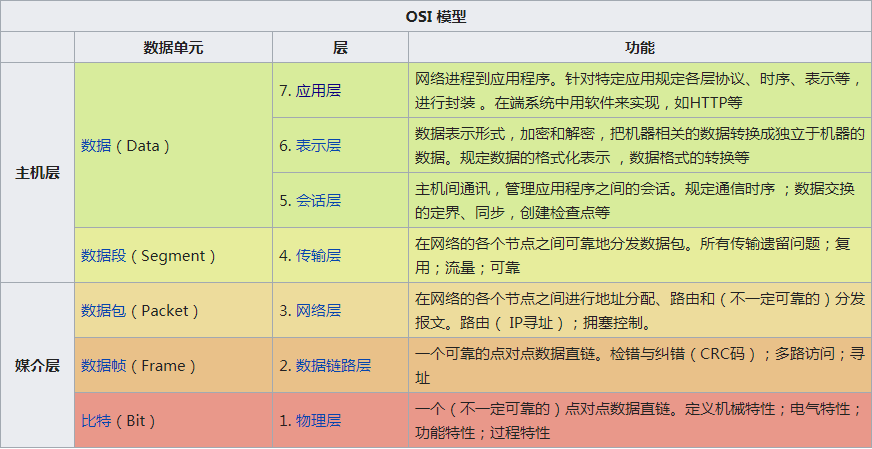 OSI 模型
数据单元 层 功能
主机层
数据（Data）
7. 应用层
网络进程到应用程序。针对特定应用规定各层协议、时序、表示等，
进行封装 。在端系统中用软件来实现，如HTTP等
6. 表示层
数据表示形式，加密和解密，把机器相关的数据转换成独立于机器的
数据。规定数据的格式化表示 ，数据格式的转换等
5. 会话层
主机间通讯，管理应用程序之间的会话。规定通信时序 ；数据交换
的定界、同步，创建检查点等
数据段（Segment）
4. 传输层
在网络的各个节点之间可靠地分发数据包。所有传输遗留问题；复
用；流量；可靠
媒介层
数据包（Packet）
3. 网络层
在网络的各个节点之间进行地址分配、路由和（不一定可靠的）分发
报文。路由（ IP寻址）；拥塞控制。
数据帧（Frame）
2. 数据链路层
一个可靠的点对点数据直链。检错与纠错（CRC码）；多路访问；寻
址
比特（Bit）
1. 物理层
一个（不一定可靠的）点对点数据直链。定义机械特性；电气特性；
功能特性；过程特性